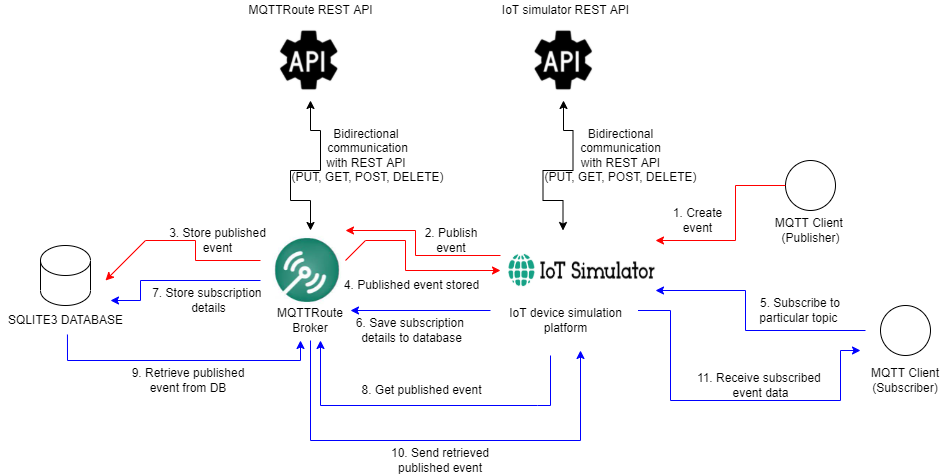 MQTTRoute REST API
IoT simulator REST API
API
API
Bidirectional
communication
with REST API
(PUT, GET, POST, DELETE)
Bidirectional
communication
with REST API
(PUT, GET, POST, DELETE)
1. Create
event
MQTT Client
(Publisher)
3. Store published
event
2. Publish
event
IoT Simulator
4. Published event stored
7. Store subscription
details
SQLITE3 DATABASE
MQTTRoute
Broker
6. Save subscription
details to database
IoT device simulation
platform
5. Subscribe to
particular topic
9. Retrieve published
event from DB
8. Get published event
11. Receive subscribed
event data
MQTT Client
(Subscriber)
10. Send retrieved
published event